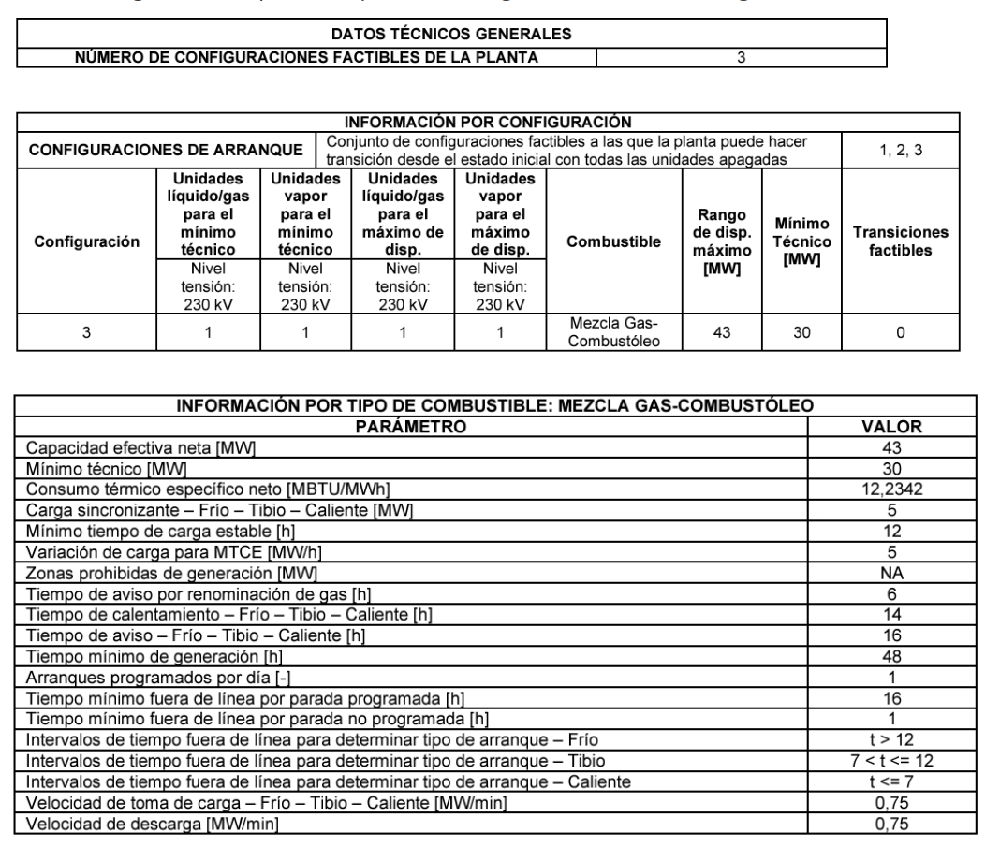 DATOS TÉCNICOS GENERALES
NÚMERO DE CONFIGURACIONES FACTIBLES DE LA PLANTA 3
INFORMACIÓN POR CONFIGURACIÓN
CONFIGURACIONES DE ARRANQUE Conjunto de configuraciones factibles a las que la planta puede hacer transición desde el estado inicial con todas las unidades apagadas 1, 2, 3
Configuración Unidades líquido/gas para el mínimo técnico Unidades vapor para el mínimo técnico Unidades líquido/gas para el máximo de disp. Unidades vapor para el máximo de disp. Combustible Rango de disp. máximo [MW] Mínimo Técnico [MW] Transiciones factibles
Nivel tensión: 230 kV Nivel tensión: 230 kV Nivel tensión: 230 kV Nivel tensión: 230 kV
3 1 1 1 1 Mezcla Gas-Combustóleo 43 30 0
INFORMACIÓN POR TIPO DE COMBUSTIBLE: MEZCLA GAS-COMBUSTÓLEO
PARÁMETRO VALOR
Capacidad efectiva neta [MW] 43
Mínimo técnico [MW] 30
Consumo térmico específico neto [MBTU/MWh] 12,2342
Carga sincronizante – Frío – Tibio – Caliente [MW] 5
Mínimo tiempo de carga estable [h] 12
Variación de carga para MTCE [MW/h] 5
Zonas prohibidas de generación [MW] NA
Tiempo de aviso por renominación de gas [h] 6
Tiempo de calentamiento – Frío – Tibio – Caliente [h] 14
Tiempo de aviso – Frío – Tibio – Caliente [h] 16
Tiempo mínimo de generación [h] 48
Arranques programados por día [-] 1
Tiempo mínimo fuera de línea por parada programada [h] 16
Tiempo mínimo fuera de línea por parada no programada [h] 1
Intervalos de tiempo fuera de línea para determinar tipo de arranque – Frío t > 12
Intervalos de tiempo fuera de línea para determinar tipo de arranque – Tibio 7 < t <= 12
Intervalos de tiempo fuera de línea para determinar tipo de arranque – Caliente t <= 7
Velocidad de toma de carga – Frío – Tibio – Caliente [MW/min] 0,75
Velocidad de descarga [MW/min] 0,75